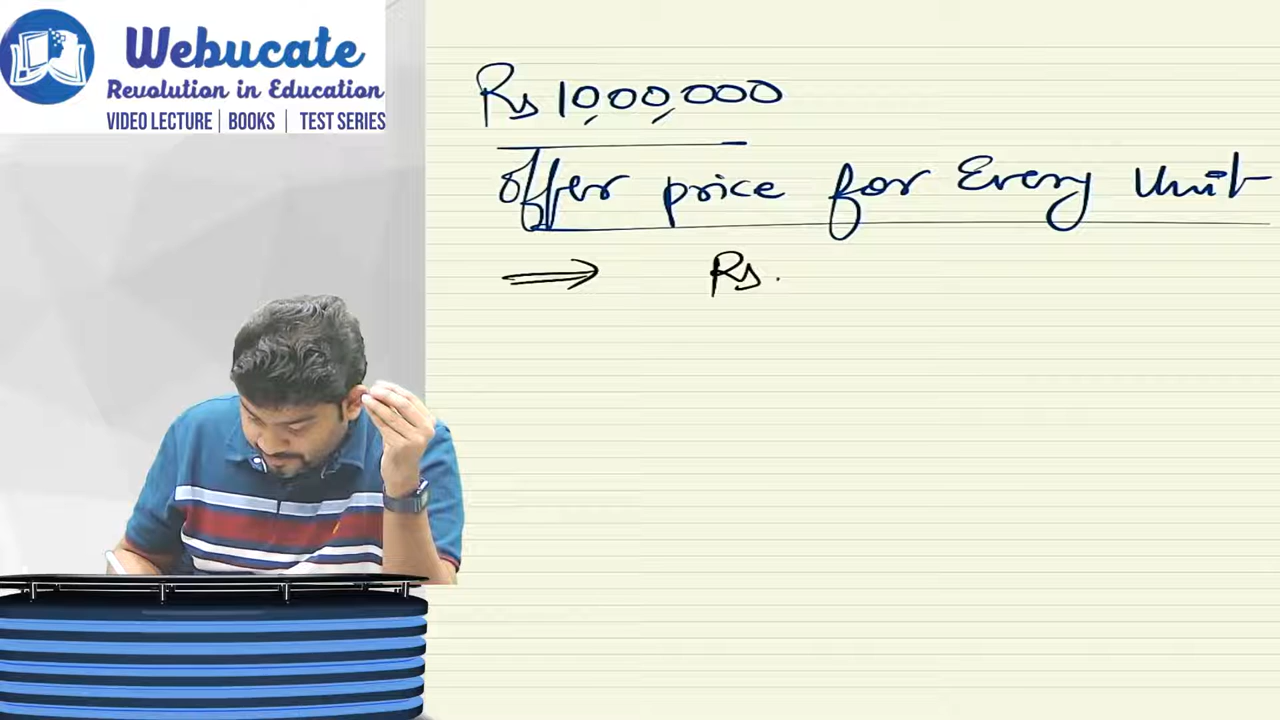 Webucate
Revolution in Education
VIDEO LECTURE | BOOKS | TEST SERIES
Rs 10,00,000
offer price for Every Unit
⇒ Rs.